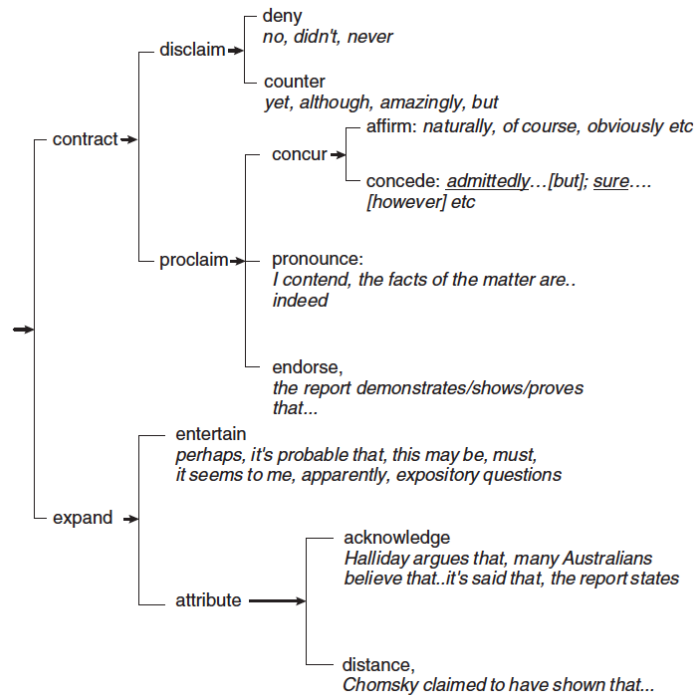 deny
no, didn't, never
disclaim
counter
yet, although, amazingly, but
contract
affirm: naturally, of course, obviously etc
concur
concede: admittedly...[but]; sure....
[however] etc
proclaim
pronounce:
I contend, the facts of the matter are..
indeed
endorse,
the report demonstrates/shows/proves
that...
entertain
perhaps, it's probable that, this may be, must,
it seems to me, apparently, expository questions
expand
acknowledge
Halliday argues that, many Australians
believe that..it's said that, the report states
attribute
distance,
Chomsky claimed to have shown that...